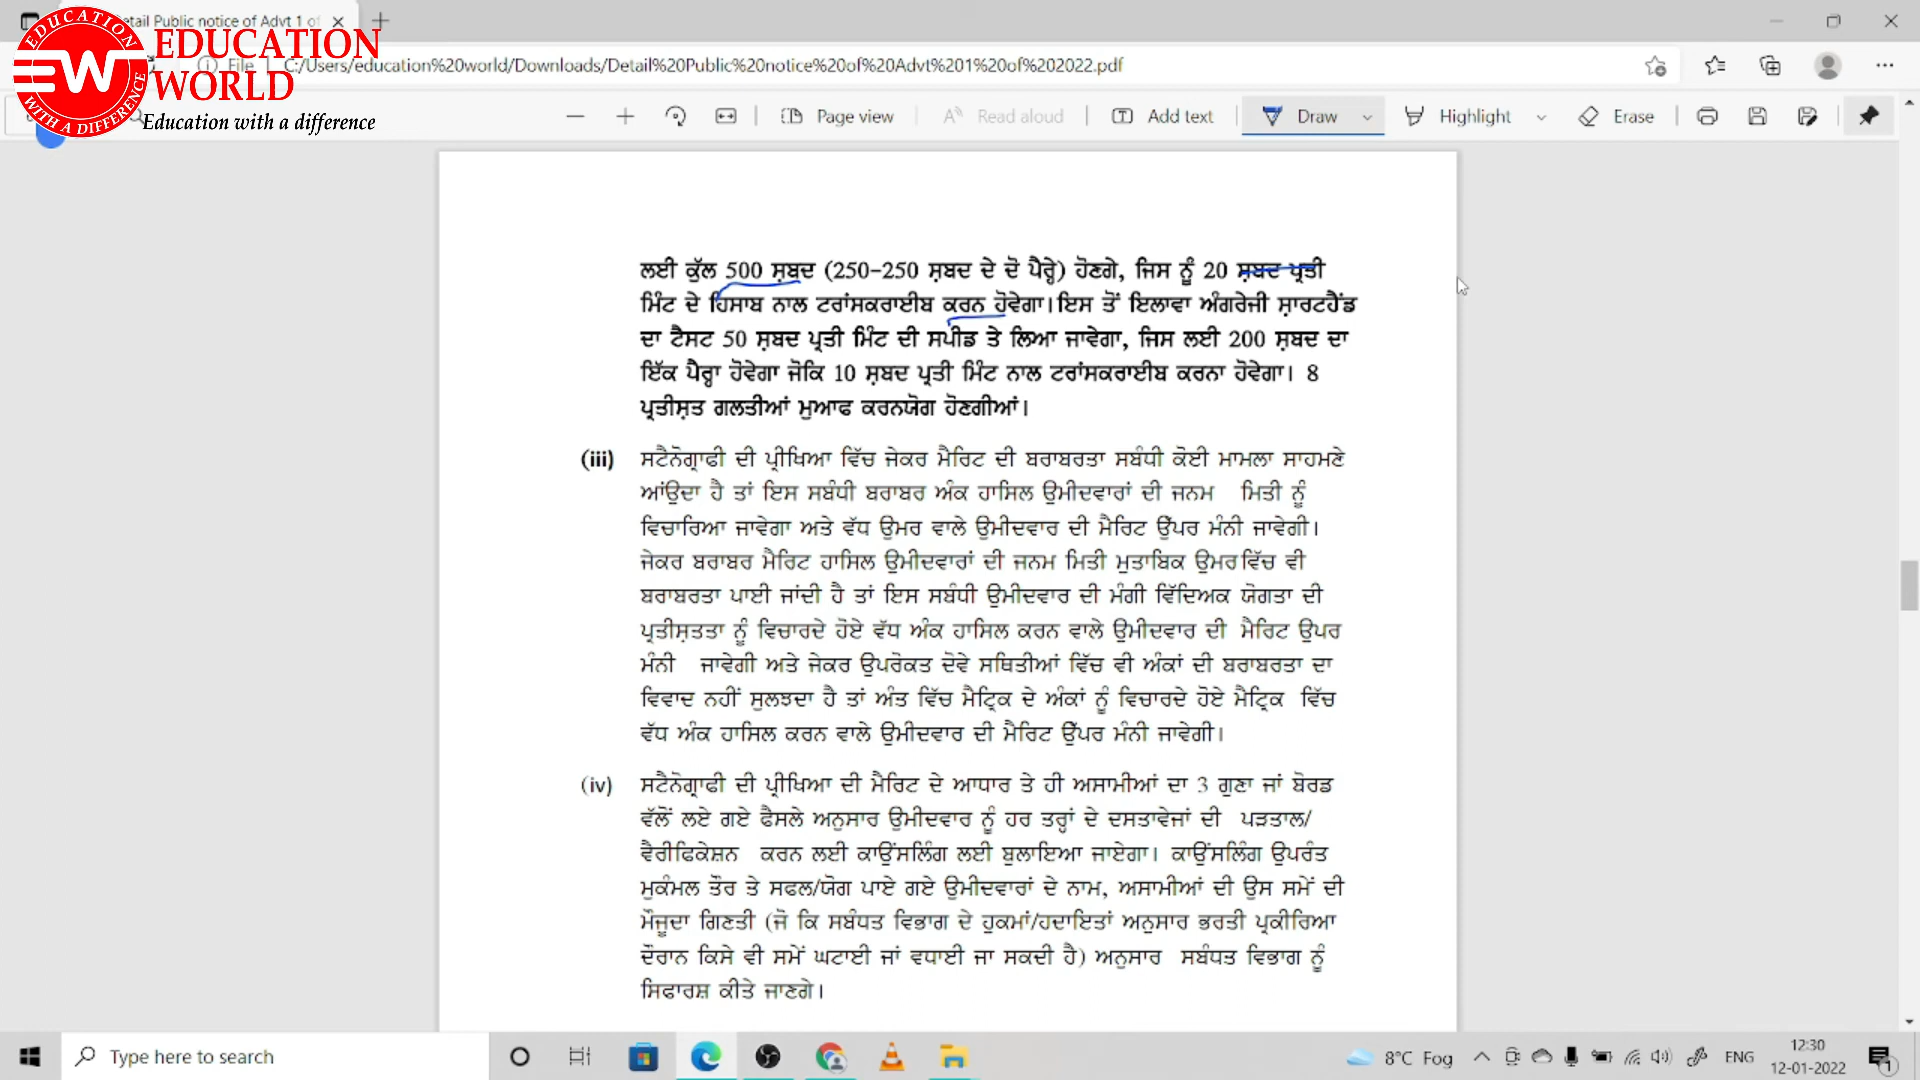 Detail Public notice of Advt 1 of
EDUCATION WORLD
WITH A DIFFERENCE
EW
Education with a difference
File
C:/Users/education%20world/Downloads/Detail%20Public%20notice%20of%20Advt%201%20of%202022.pdf
Page view
Read aloud
Add text
Draw
Highlight
Erase
ਲਈ ਕੁੱਲ 500 ਸ਼ਬਦ (250-250 ਸ਼ਬਦ ਦੇ ਦੋ ਪੈਰ੍ਹੇ) ਹੋਣਗੇ, ਜਿਸ ਨੂੰ 20 ਸ਼ਬਦ ਪ੍ਰਤੀ
ਮਿੰਟ ਦੇ ਹਿਸਾਬ ਨਾਲ ਟਰਾਂਸਕਰਾਈਬ ਕਰਨ ਹੋਵੇਗਾ। ਇਸ ਤੋਂ ਇਲਾਵਾ ਅੰਗਰੇਜੀ ਸ਼ਾਰਟਹੈਂਡ
ਦਾ ਟੈਸਟ 50 ਸ਼ਬਦ ਪ੍ਰਤੀ ਮਿੰਟ ਦੀ ਸਪੀਡ ਤੇ ਲਿਆ ਜਾਵੇਗਾ, ਜਿਸ ਲਈ 200 ਸ਼ਬਦ ਦਾ
ਇੱਕ ਪੈਰ੍ਹਾ ਹੋਵੇਗਾ ਜੋਕਿ 10 ਸ਼ਬਦ ਪ੍ਰਤੀ ਮਿੰਟ ਨਾਲ ਟਰਾਂਸਕਰਾਈਬ ਕਰਨਾ ਹੋਵੇਗਾ। 8
ਪ੍ਰਤੀਸ਼ਤ ਗਲਤੀਆਂ ਮੁਆਫ ਕਰਨਯੋਗ ਹੋਣਗੀਆਂ।
(iii) ਸਟੈਨੋਗ੍ਰਾਫੀ ਦੀ ਪ੍ਰੀਖਿਆ ਵਿੱਚ ਜੇਕਰ ਮੈਰਿਟ ਦੀ ਬਰਾਬਰਤਾ ਸਬੰਧੀ ਕੋਈ ਮਾਮਲਾ ਸਾਹਮਣੇ
ਆਂਉਦਾ ਹੈ ਤਾਂ ਇਸ ਸਬੰਧੀ ਬਰਾਬਰ ਅੰਕ ਹਾਸਿਲ ਉਮੀਦਵਾਰਾਂ ਦੀ ਜਨਮ ਮਿਤੀ ਨੂੰ
ਵਿਚਾਰਿਆ ਜਾਵੇਗਾ ਅਤੇ ਵੱਧ ਉਮਰ ਵਾਲੇ ਉਮੀਦਵਾਰ ਦੀ ਮੈਰਿਟ ਉੱਪਰ ਮੰਨੀ ਜਾਵੇਗੀ।
ਜੇਕਰ ਬਰਾਬਰ ਮੈਰਿਟ ਹਾਸਿਲ ਉਮੀਦਵਾਰਾਂ ਦੀ ਜਨਮ ਮਿਤੀ ਮੁਤਾਬਿਕ ਉਮਰ ਵਿੱਚ ਵੀ
ਬਰਾਬਰਤਾ ਪਾਈ ਜਾਂਦੀ ਹੈ ਤਾਂ ਇਸ ਸਬੰਧੀ ਉਮੀਦਵਾਰ ਦੀ ਮੰਗੀ ਵਿੱਦਿਅਕ ਯੋਗਤਾ ਦੀ
ਪ੍ਰਤੀਸ਼ਤਤਾ ਨੂੰ ਵਿਚਾਰਦੇ ਹੋਏ ਵੱਧ ਅੰਕ ਹਾਸਿਲ ਕਰਨ ਵਾਲੇ ਉਮੀਦਵਾਰ ਦੀ ਮੈਰਿਟ ਉਪਰ
ਮੰਨੀ ਜਾਵੇਗੀ ਅਤੇ ਜੇਕਰ ਉਪਰੋਕਤ ਦੋਵੇ ਸਥਿਤੀਆਂ ਵਿੱਚ ਵੀ ਅੰਕਾਂ ਦੀ ਬਰਾਬਰਤਾ ਦਾ
ਵਿਵਾਦ ਨਹੀਂ ਸੁਲਝਦਾ ਹੈ ਤਾਂ ਅੰਤ ਵਿੱਚ ਮੈਟ੍ਰਿਕ ਦੇ ਅੰਕਾਂ ਨੂੰ ਵਿਚਾਰਦੇ ਹੋਏ ਮੈਟ੍ਰਿਕ ਵਿੱਚ
ਵੱਧ ਅੰਕ ਹਾਸਿਲ ਕਰਨ ਵਾਲੇ ਉਮੀਦਵਾਰ ਦੀ ਮੈਰਿਟ ਉੱਪਰ ਮੰਨੀ ਜਾਵੇਗੀ।
(iv) ਸਟੈਨੋਗ੍ਰਾਫੀ ਦੀ ਪ੍ਰੀਖਿਆ ਦੀ ਮੈਰਿਟ ਦੇ ਆਧਾਰ ਤੇ ਹੀ ਅਸਾਮੀਆਂ ਦਾ 3 ਗੁਣਾ ਜਾਂ ਬੋਰਡ
ਵੱਲੋਂ ਲਏ ਗਏ ਫੈਸਲੇ ਅਨੁਸਾਰ ਉਮੀਦਵਾਰ ਨੂੰ ਹਰ ਤਰ੍ਹਾਂ ਦੇ ਦਸਤਾਵੇਜਾਂ ਦੀ ਪੜਤਾਲ/
ਵੈਰੀਫਿਕੇਸ਼ਨ ਕਰਨ ਲਈ ਕਾਉਂਸਲਿੰਗ ਲਈ ਬੁਲਾਇਆ ਜਾਏਗਾ। ਕਾਉਂਸਲਿੰਗ ਉਪਰੰਤ
ਮੁਕੰਮਲ ਤੌਰ ਤੇ ਸਫਲ/ਯੋਗ ਪਾਏ ਗਏ ਉਮੀਦਵਾਰਾਂ ਦੇ ਨਾਮ, ਅਸਾਮੀਆਂ ਦੀ ਉਸ ਸਮੇਂ ਦੀ
ਮੌਜੂਦਾ ਗਿਣਤੀ (ਜੋ ਕਿ ਸਬੰਧਤ ਵਿਭਾਗ ਦੇ ਹੁਕਮਾਂ/ਹਦਾਇਤਾਂ ਅਨੁਸਾਰ ਭਰਤੀ ਪ੍ਰਕੀਰਿਆ
ਦੌਰਾਨ ਕਿਸੇ ਵੀ ਸਮੇਂ ਘਟਾਈ ਜਾਂ ਵਧਾਈ ਜਾ ਸਕਦੀ ਹੈ) ਅਨੁਸਾਰ ਸਬੰਧਤ ਵਿਭਾਗ ਨੂੰ
ਸਿਫਾਰਸ਼ ਕੀਤੇ ਜਾਣਗੇ।
Type here to search
8°C Fog
ENG
12:30
12-01-2022
1